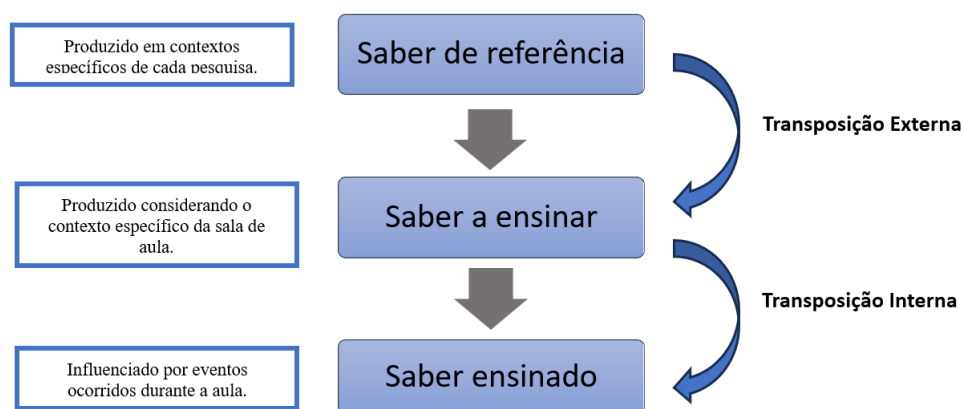 Produzido em contextos
específicos de cada pesquisa.
Saber de referência
Transposição Externa
Produzido considerando o
contexto específico da sala de
aula.
Saber a ensinar
Transposição Interna
Influenciado por eventos
ocorridos durante a aula.
Saber ensinado